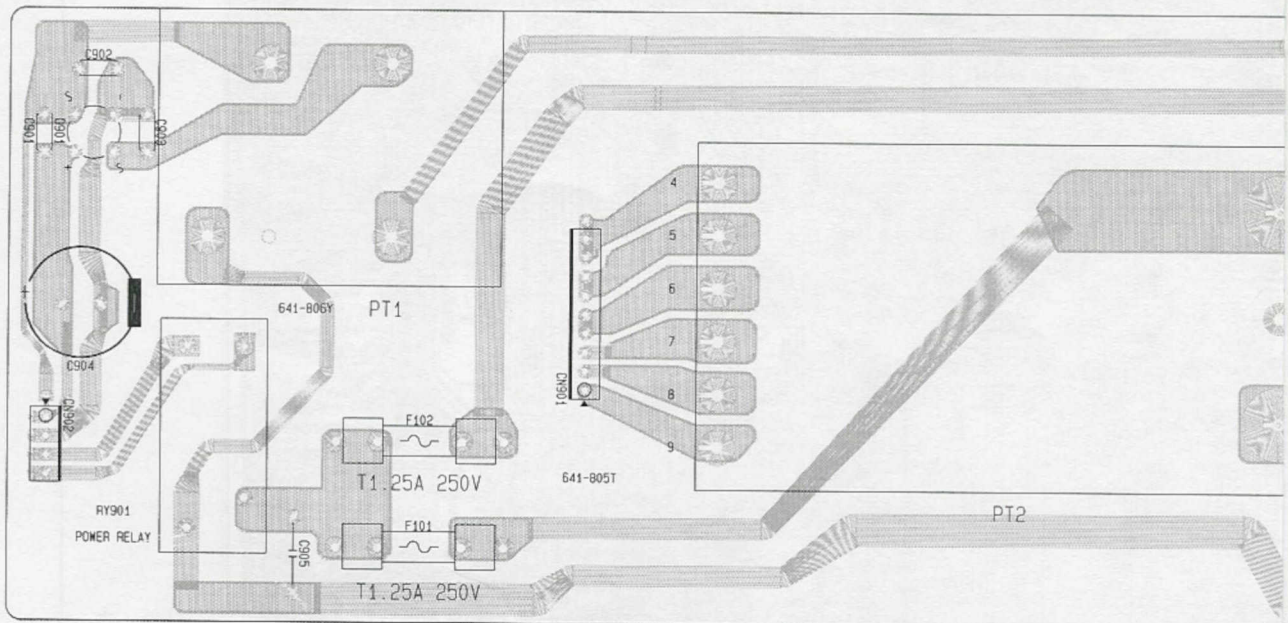 C902
C901
D901
C903
4
5
6
7
8
9
641-806Y
PT1
C904
CN902
CN901
F102
T1.25A 250V
641-805T
RY901
POWER RELAY
F101
C905
PT2
T1.25A 250V